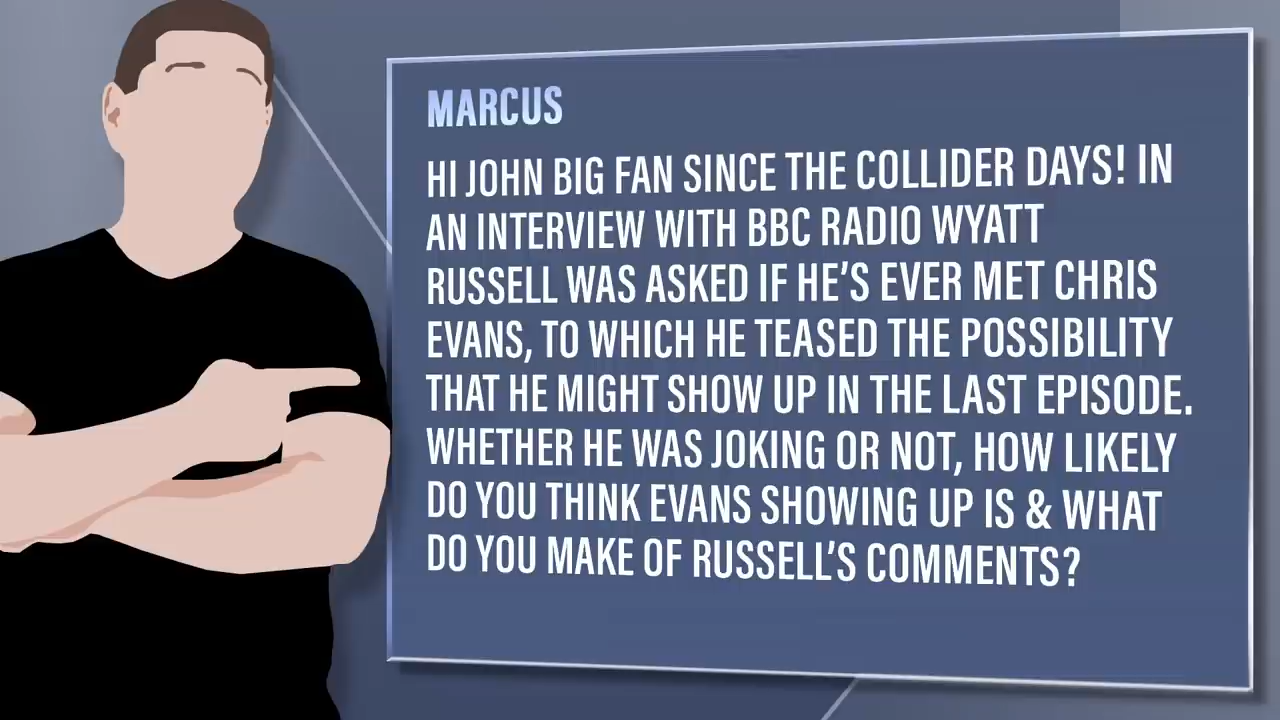 MARCUS
HI JOHN BIG FAN SINCE THE COLLIDER DAYS! IN
AN INTERVIEW WITH BBC RADIO WYATT
RUSSELL WAS ASKED IF HE'S EVER MET CHRIS
EVANS, TO WHICH HE TEASED THE POSSIBILITY
THAT HE MIGHT SHOW UP IN THE LAST EPISODE.
WHETHER HE WAS JOKING OR NOT, HOW LIKELY
DO YOU THINK EVANS SHOWING UP IS & WHAT
DO YOU MAKE OF RUSSELL'S COMMENTS?